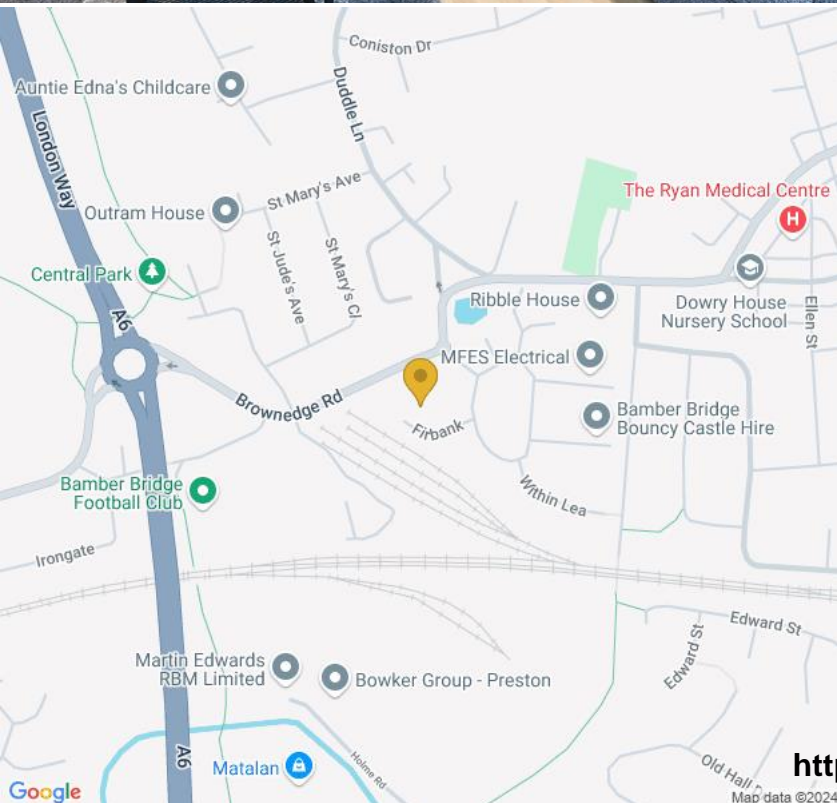 Coniston Dr
Auntie Edna's Childcare
Duddle Ln
London Way
The Ryan Medical Centre
H
St Mary's Ave
Outram House
St Jude's Ave
St Mary's Cl
Central Park
Ribble House
Dowry House
Nursery School
Ellen St
A6
MFES Electrical
Brownedge Rd
Firbank
Bamber Bridge
Bouncy Castle Hire
Bamber Bridge
Football Club
Within Lea
Irongate
Edward St
Edward St
Martin Edwards
RBM Limited
Bowker Group - Preston
A6
Matalan
Holme Rd
Old Hall
htt
Google
Map data ©2024